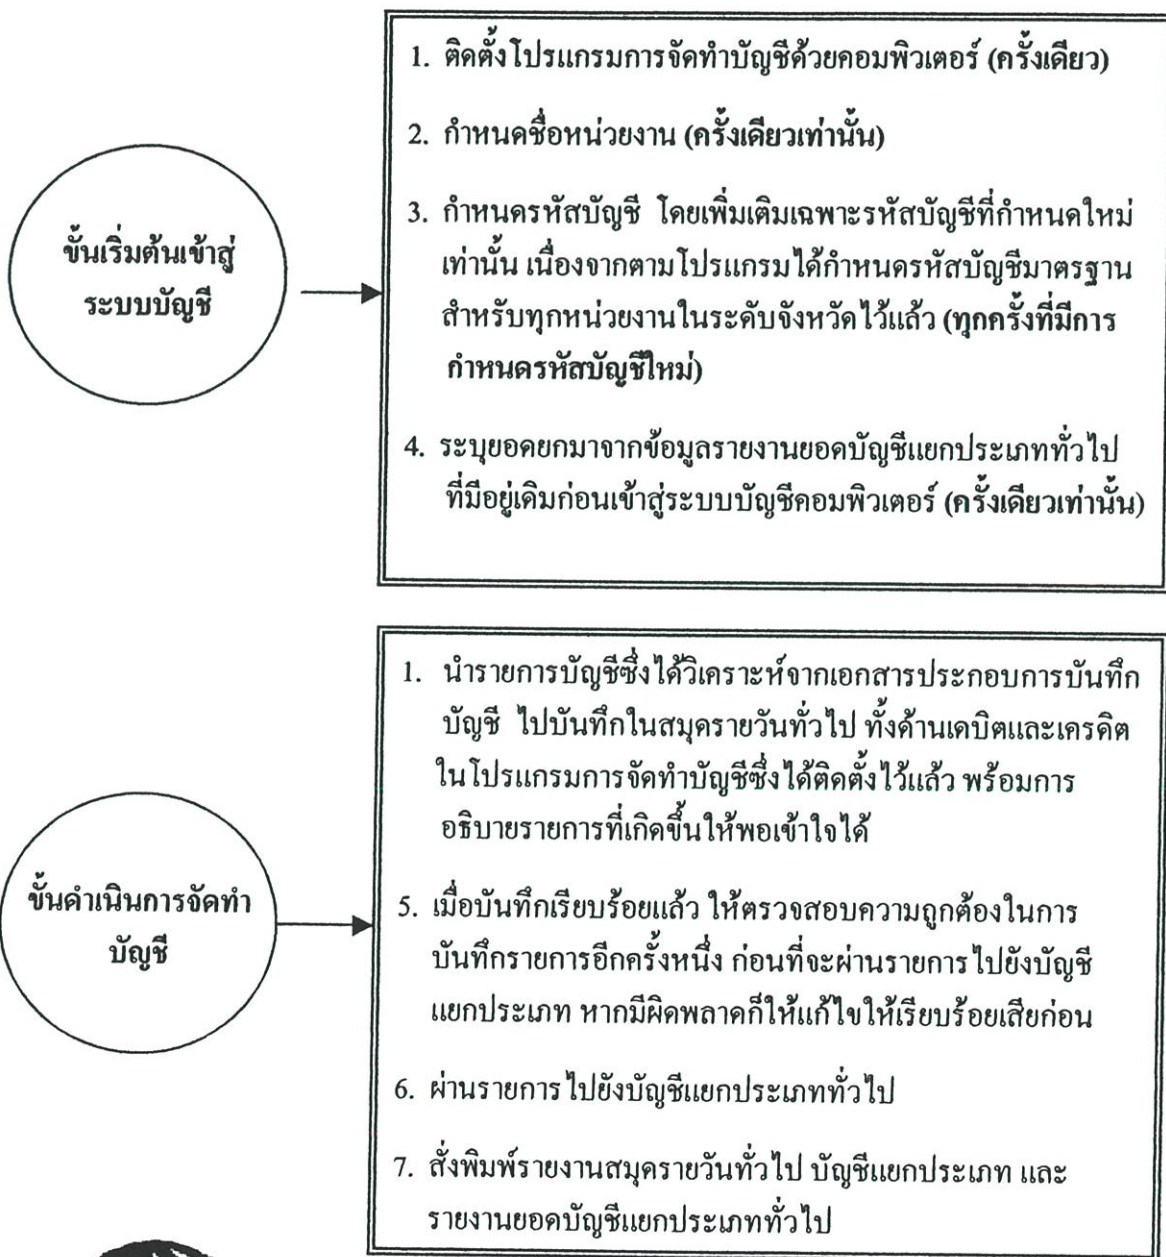 ขั้นเริ่มต้นเข้าสู่
ระบบบัญชี
1. ติดตั้งโปรแกรมการจัดทำบัญชีด้วยคอมพิวเตอร์ (ครั้งเดียว)
2. กำหนดชื่อหน่วยงาน (ครั้งเดียวเท่านั้น)
3. กำหนดรหัสบัญชี โดยเพิ่มเติมเฉพาะรหัสบัญชีที่กำหนดใหม่
เท่านั้น เนื่องจากตามโปรแกรมได้กำหนดรหัสบัญชีมาตรฐาน
สำหรับทุกหน่วยงานในระดับจังหวัดไว้แล้ว (ทุกครั้งที่มีการ
กำหนดรหัสบัญชีใหม่)
4. ระบุยอดยกมาจากข้อมูลรายงานยอดบัญชีแยกประเภททั่วไป
ที่มีอยู่เดิมก่อนเข้าสู่ระบบบัญชีคอมพิวเตอร์ (ครั้งเดียวเท่านั้น)
ขั้นดำเนินการจัดทำ
บัญชี
1. นำรายการบัญชีซึ่งได้วิเคราะห์จากเอกสารประกอบการบันทึก
บัญชี ไปบันทึกในสมุดรายวันทั่วไป ทั้งด้านเดบิตและเครดิต
ในโปรแกรมการจัดทำบัญชีซึ่งได้ติดตั้งไว้แล้ว พร้อมการ
อธิบายรายการที่เกิดขึ้นให้พอเข้าใจได้
5. เมื่อบันทึกเรียบร้อยแล้ว ให้ตรวจสอบความถูกต้องในการ
บันทึกรายการอีกครั้งหนึ่ง ก่อนที่จะผ่านรายการไปยังบัญชี
แยกประเภท หากมีผิดพลาดก็ให้แก้ไขให้เรียบร้อยเสียก่อน
6. ผ่านรายการไปยังบัญชีแยกประเภททั่วไป
7. สั่งพิมพ์รายงานสมุดรายวันทั่วไป บัญชีแยกประเภท และ
รายงานยอดบัญชีแยกประเภททั่วไป